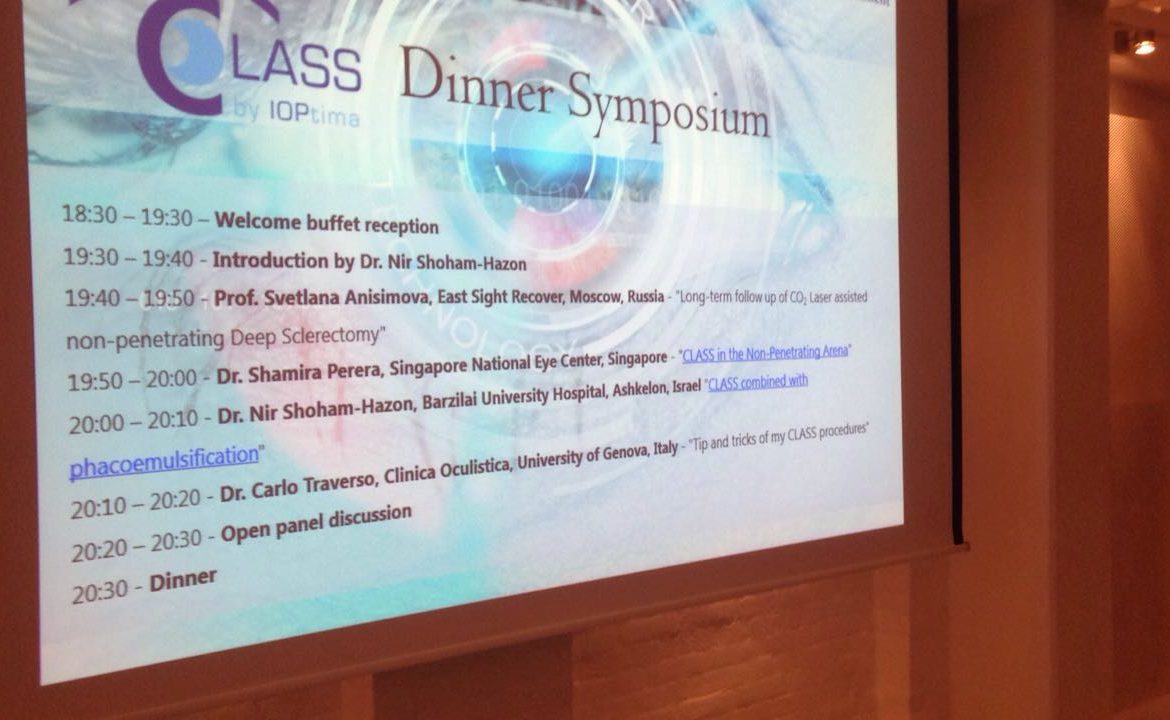 CLASS
by IOPtima
Dinner Symposium
18:30 – 19:30 – Welcome buffet reception
19:30 – 19:40 - Introduction by Dr. Nir Shoham-Hazon
19:40 – 19:50 - Prof. Svetlana Anisimova, East Sight Recover, Moscow, Russia - "Long-term follow up of CO₂ Laser assisted
non-penetrating Deep Sclerectomy"
19:50 – 20:00 - Dr. Shamira Perera, Singapore National Eye Center, Singapore - "CLASS in the Non-Penetrating Arena"
20:00 – 20:10 - Dr. Nir Shoham-Hazon, Barzilai University Hospital, Ashkelon, Israel "CLASS combined with
phacoemulsification"
20:10 – 20:20 - Dr. Carlo Traverso, Clinica Oculistica, University of Genova, Italy - "Tip and tricks of my CLASS procedures"
20:20 – 20:30 - Open panel discussion
20:30 - Dinner